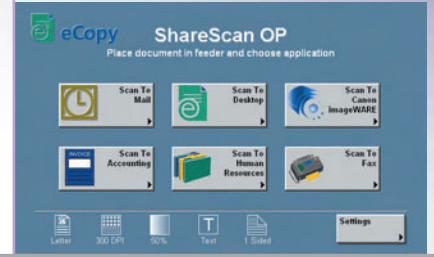 eCopy ShareScan OP
Place document in feeder and choose application
Scan To
Mail
Scan To
Desktop
Scan To
Canon
imageWARE
INVOICE
Scan To
Accounting
Scan To
Human
Resources
Scan To
Fax
Letter
300 DPI
60%
Text
1 Sided
Settings